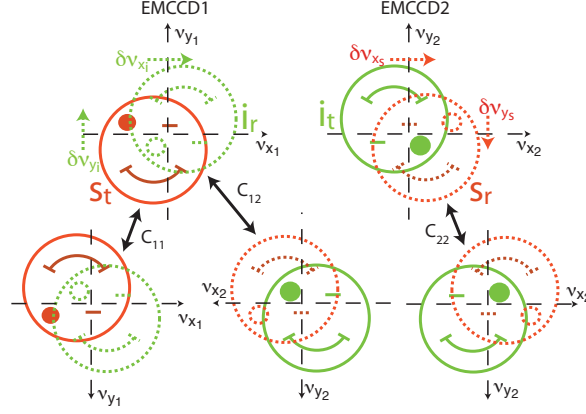 EMCCD1
EMCCD2
νy1
νy2
δνxi
δνxs
ir
it
δνys
δνyi
νx1
νx2
St
Sr
C12
C11
C22
νx2
νx2
νx1
νy1
νy2
νy2